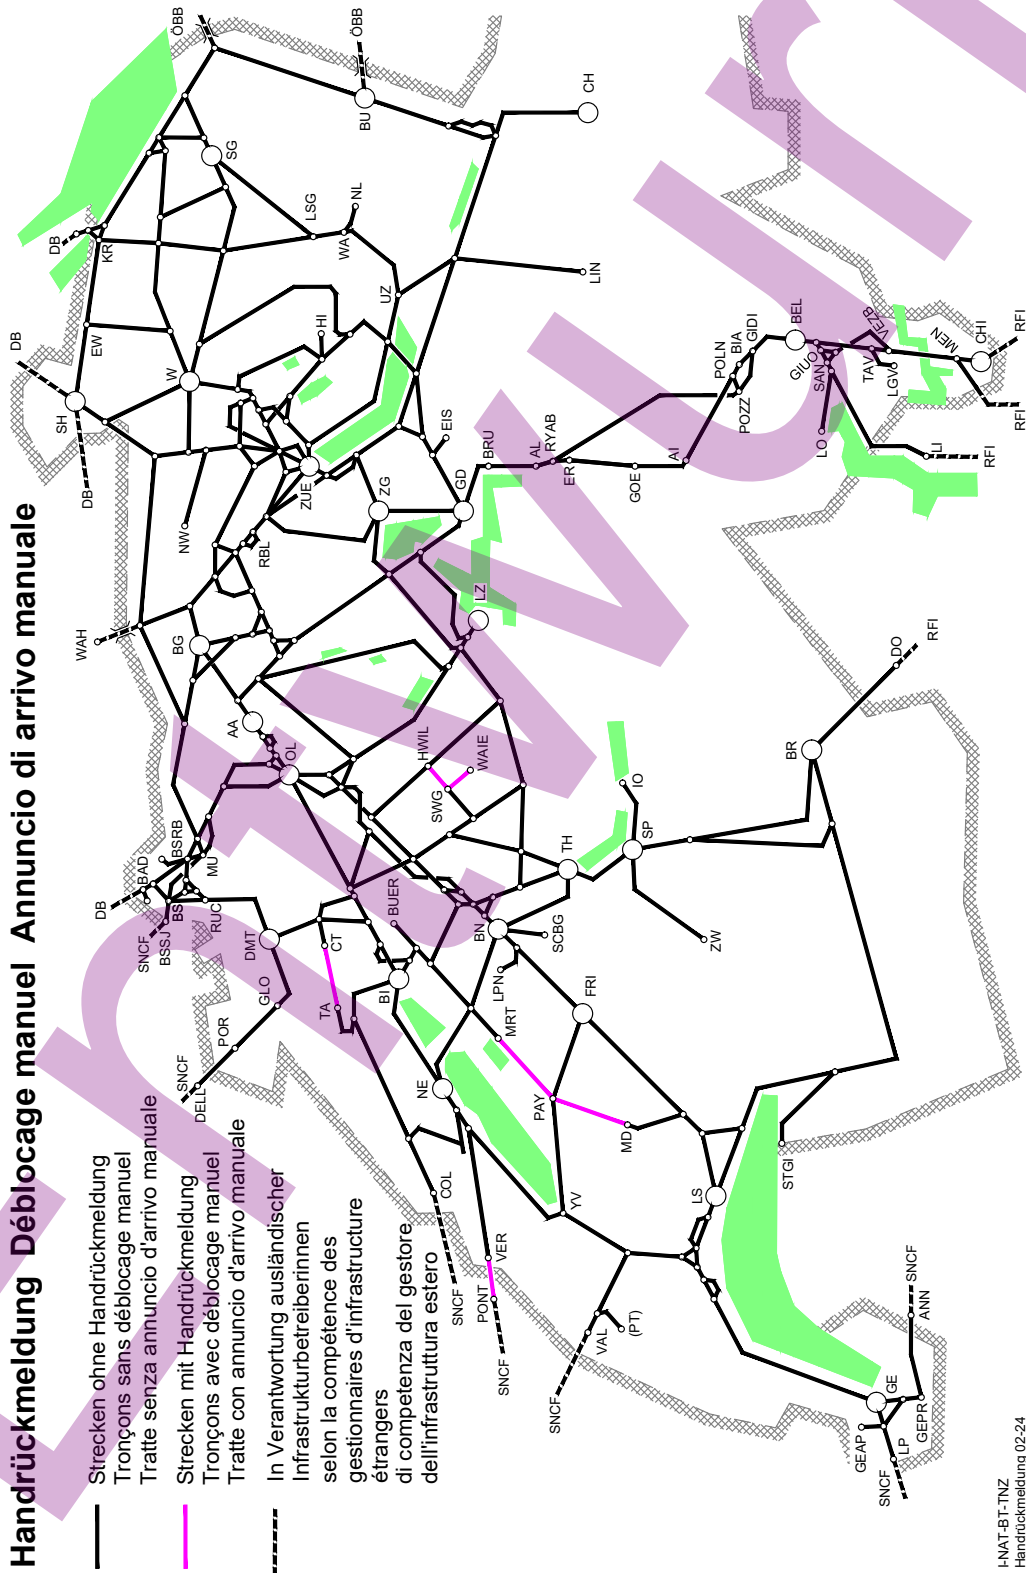 Handrückmeldung Déblocage manuel Annuncio di arrivo manuale
Strecken ohne Handrückmeldung
Tronçons sans déblocage manuel
Tratte senza annuncio d'arrivo manuale
Strecken mit Handrückmeldung
Tronçons avec déblocage manuel
Tratte con annuncio d'arrivo manuale
In Verantwortung ausländischer
Infrastrukturbetreiberinnen
selon la compétence des
gestionnaires d'infrastructure
étrangers
di competenza del gestore
dell'infrastruttura estero
Entwurf
DB
SH
DB
DB
KR
EW
ÖBB
SG
ÖBB
BU
CH
W
LSG
WA
NL
HI
UZ
LIN
WAH
NW
ZUE
RBL
BG
ZG
GD
EIS
BRU
AL
RYAB
ER
GOE
AI
POLN
BIA
GIDI
POZZ
BEL
GIUO
SAN
VEZB
TAV
LGV
MEN
CHI
RFI
RFI
LO
LI
RFI
AA
OL
LZ
HWIL
WAIE
SWG
DB
BAD
BSRB
MU
SNCF
BSSJ
BS
RUC
DMT
GLO
POR
SNCF
DELL
CT
TA
BUER
BI
BN
TH
IO
SP
SCBG
LPN
ZW
BR
DO
RFI
MRT
FRI
NE
PAY
MD
COL
SNCF
VER
PONT
SNCF
YV
LS
STGI
VAL
(PT)
SNCF
GE
SNCF
ANN
GEPR
GEAP
LP
SNCF
I-NAT-BT-TNZ
Handrückmeldung 02-24